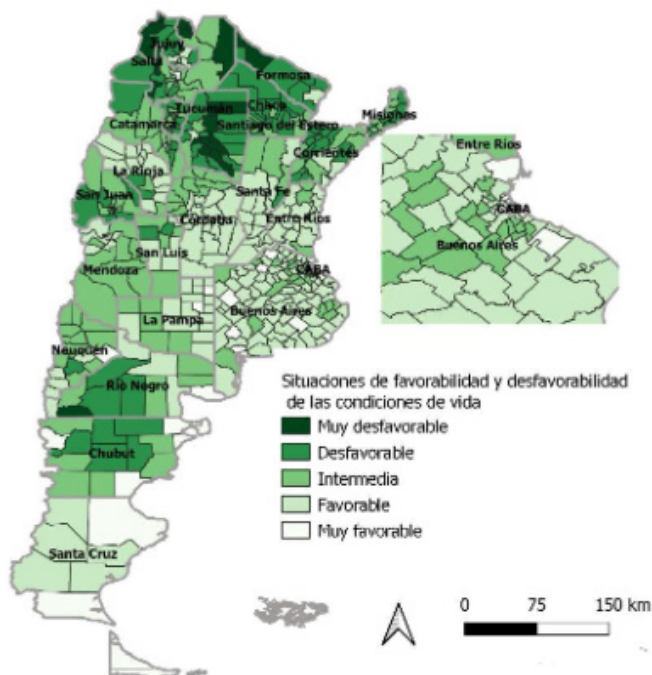 Jujuy
Salta
Formosa
Tucumán
Chaco
Catamarca
Santiago del Estero
Misiones
Corrientes
La Rioja
Santa Fe
San Juan
Córdoba
Entre Ríos
San Luis
Mendoza
CABA
Buenos Aires
La Pampa
Neuquén
Río Negro
Chubut
Santa Cruz
Entre Ríos
CABA
Buenos Aires
Situaciones de favorabilidad y desfavorabilidad
de las condiciones de vida
Muy desfavorable
Desfavorable
Intermedia
Favorable
Muy favorable
0 75 150 km